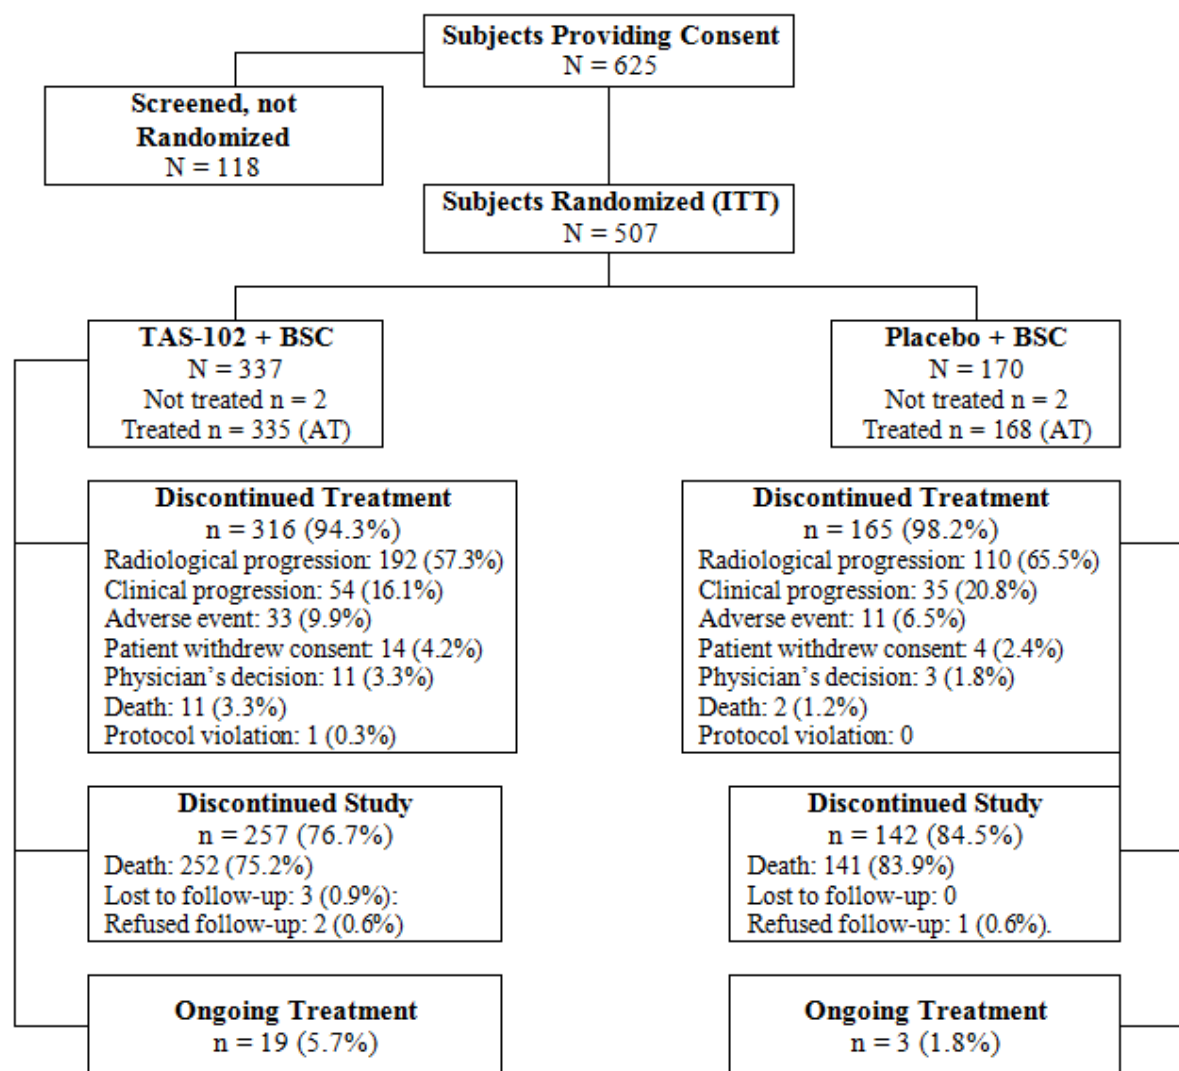 Subjects Providing Consent
N = 625
Screened, not
Randomized
N = 118
Subjects Randomized (ITT)
N = 507
TAS-102 + BSC
N = 337
Not treated n = 2
Treated n = 335 (AT)
Placebo + BSC
N = 170
Not treated n = 2
Treated n = 168 (AT)
Discontinued Treatment
n = 316 (94.3%)
Radiological progression: 192 (57.3%)
Clinical progression: 54 (16.1%)
Adverse event: 33 (9.9%)
Patient withdrew consent: 14 (4.2%)
Physician’s decision: 11 (3.3%)
Death: 11 (3.3%)
Protocol violation: 1 (0.3%)
Discontinued Treatment
n = 165 (98.2%)
Radiological progression: 110 (65.5%)
Clinical progression: 35 (20.8%)
Adverse event: 11 (6.5%)
Patient withdrew consent: 4 (2.4%)
Physician’s decision: 3 (1.8%)
Death: 2 (1.2%)
Protocol violation: 0
Discontinued Study
n = 257 (76.7%)
Death: 252 (75.2%)
Lost to follow-up: 3 (0.9%):
Refused follow-up: 2 (0.6%)
Discontinued Study
n = 142 (84.5%)
Death: 141 (83.9%)
Lost to follow-up: 0
Refused follow-up: 1 (0.6%).
Ongoing Treatment
n = 19 (5.7%)
Ongoing Treatment
n = 3 (1.8%)